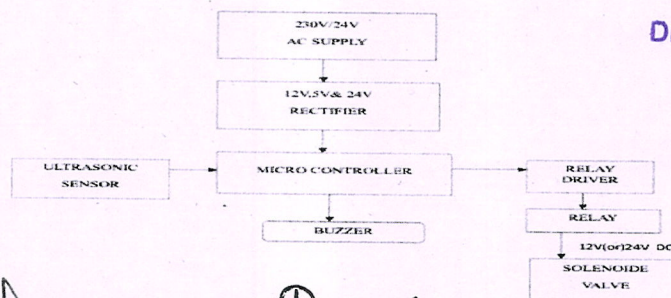 230V/24V
AC SUPPLY
12V,5V& 24V
RECTIFIER
ULTRASONIC
SENSOR
MICRO CONTROLLER
RELAY
DRIVER
BUZZER
RELAY
12V(or)24V DC
SOLENOIDE
VALVE